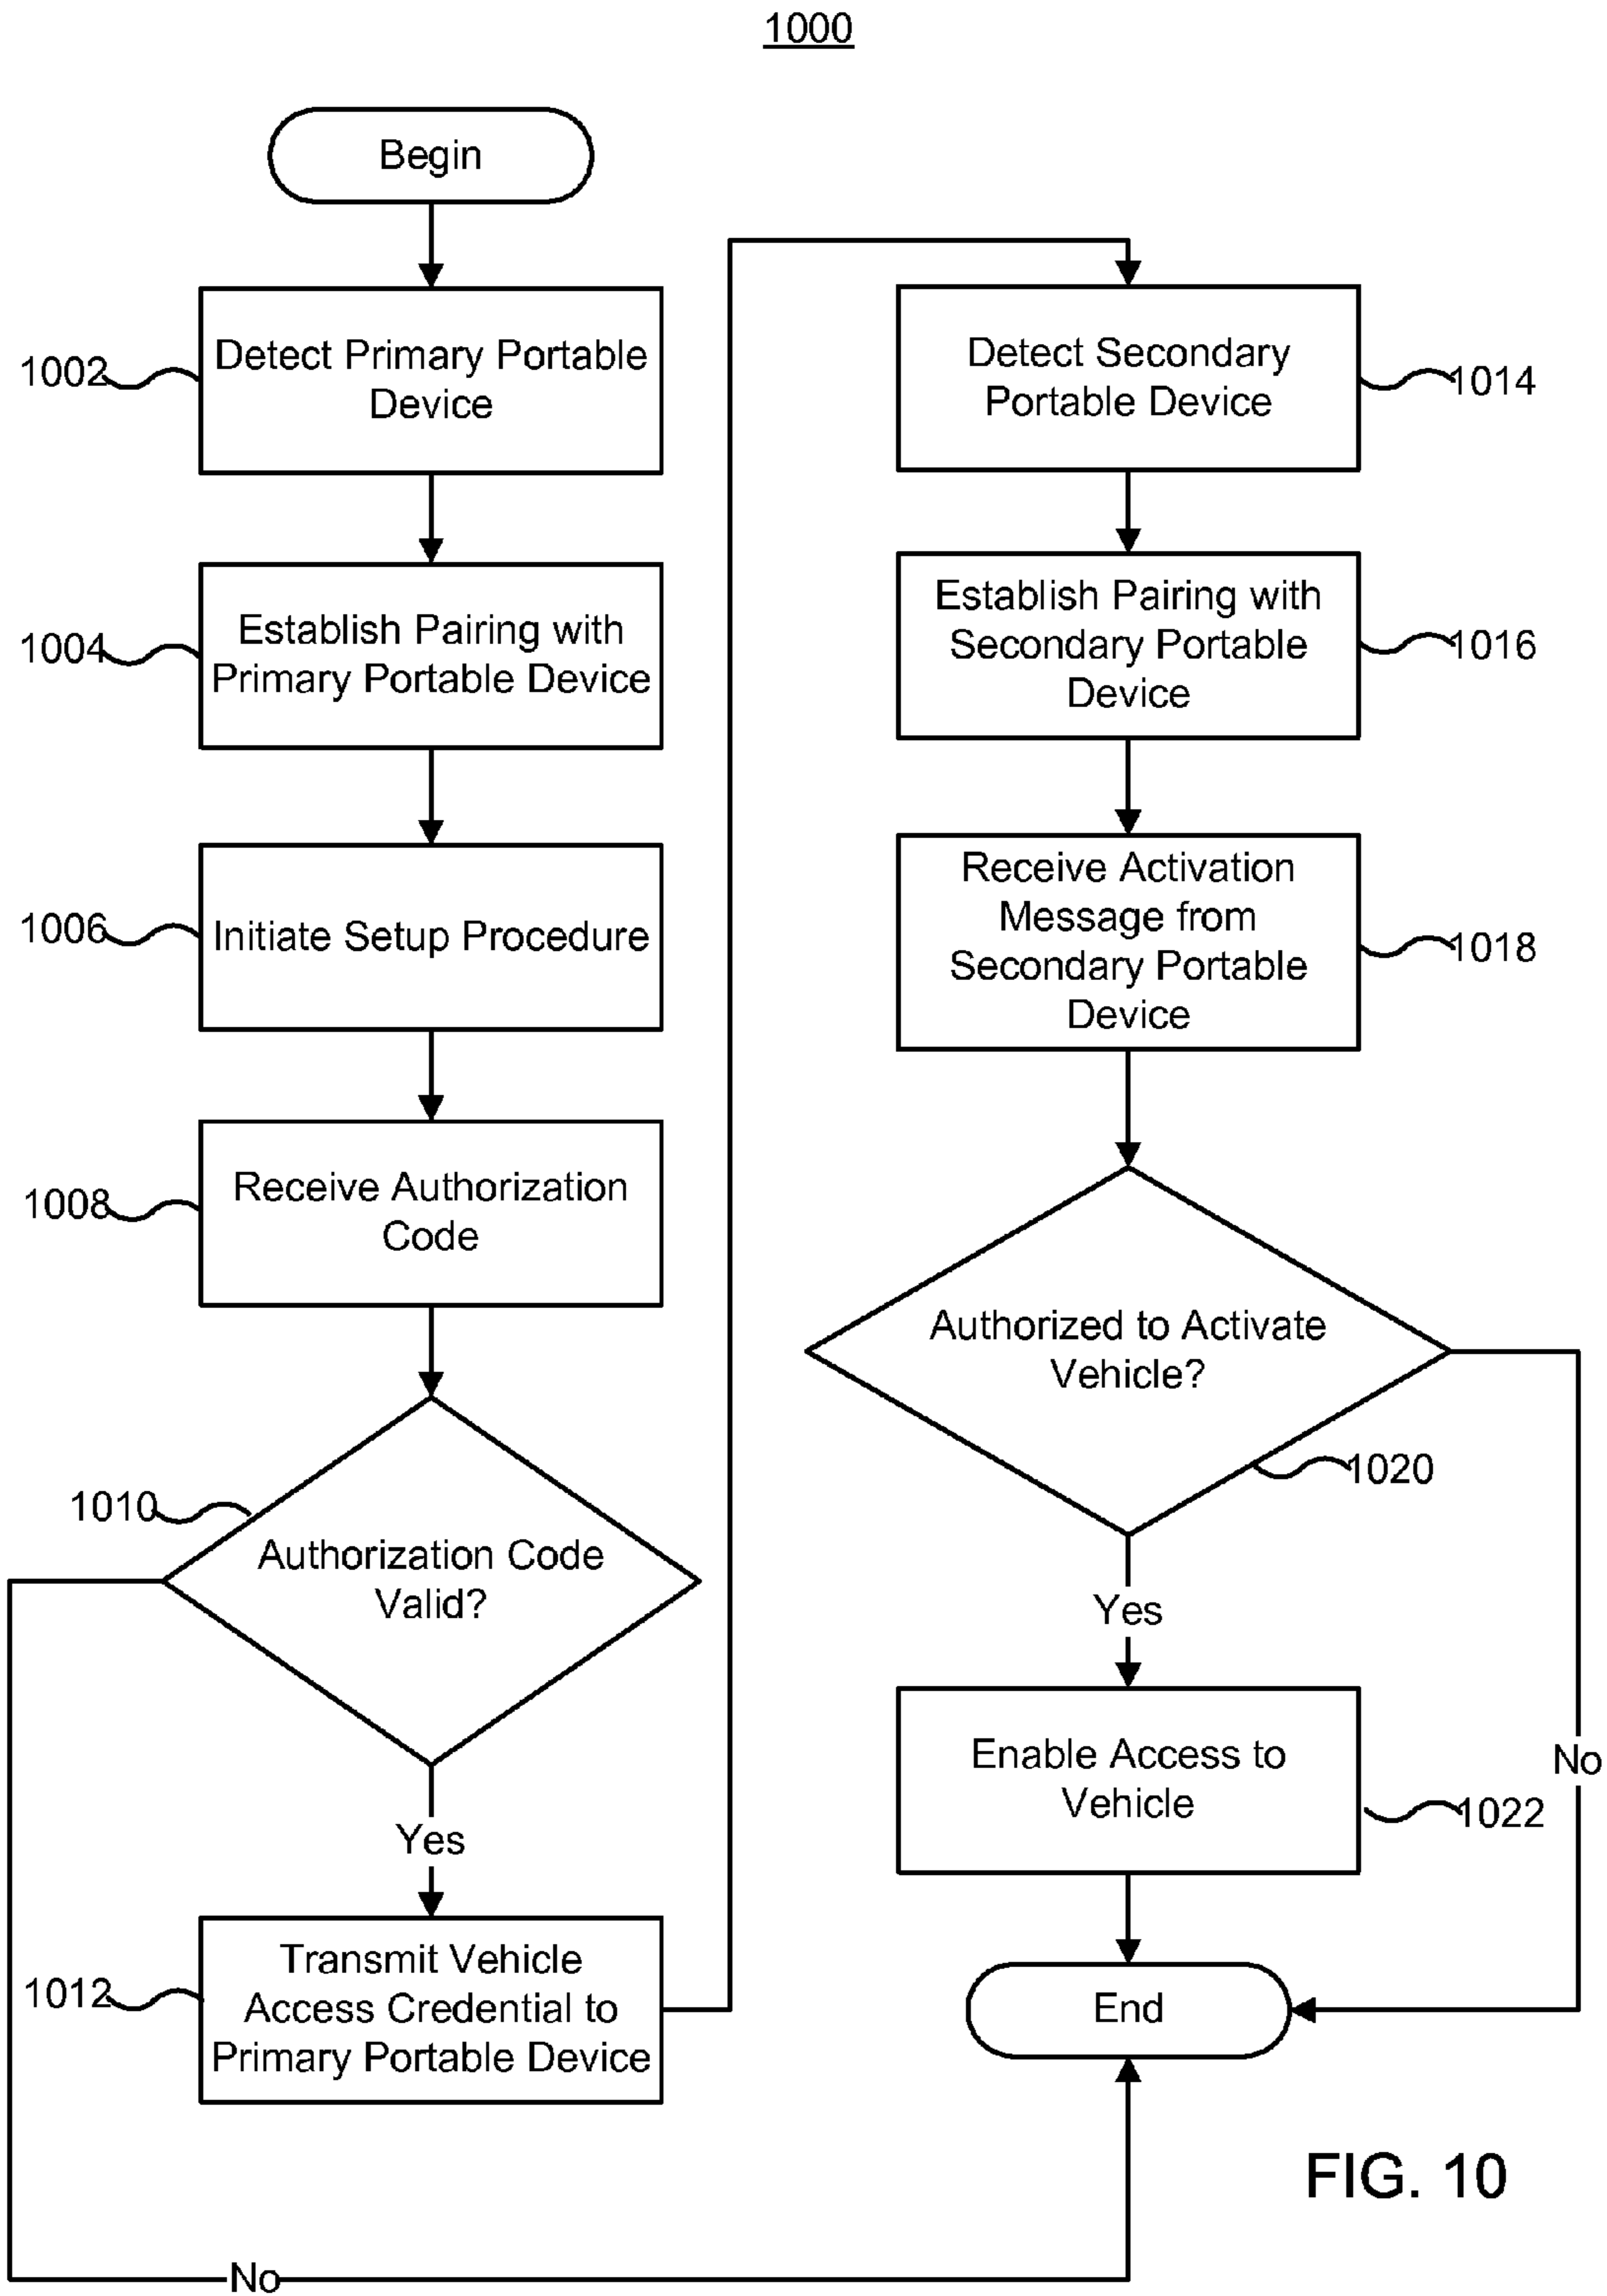 1000
Begin
1002
Detect Primary Portable
Device
1004
Establish Pairing with
Primary Portable Device
1006
Initiate Setup Procedure
1008
Receive Authorization
Code
1010
Authorization Code
Valid?
Yes
No
1012
Transmit Vehicle
Access Credential to
Primary Portable Device
Detect Secondary
Portable Device
1014
Establish Pairing with
Secondary Portable
Device
1016
Receive Activation
Message from
Secondary Portable
Device
1018
Authorized to Activate
Vehicle?
1020
Yes
No
Enable Access to
Vehicle
1022
End
FIG. 10